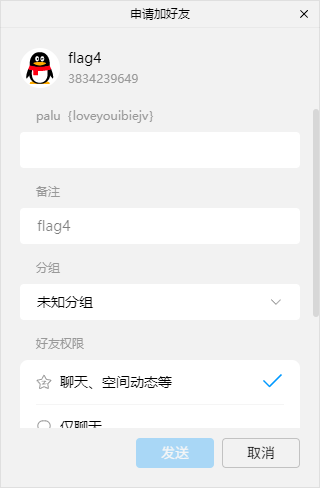 申请加好友
flag4
3834239649
palu {loveyouibiejv}
备注
flag4
分组
未知分组
好友权限
聊天、空间动态等
仅聊天
发送
取消